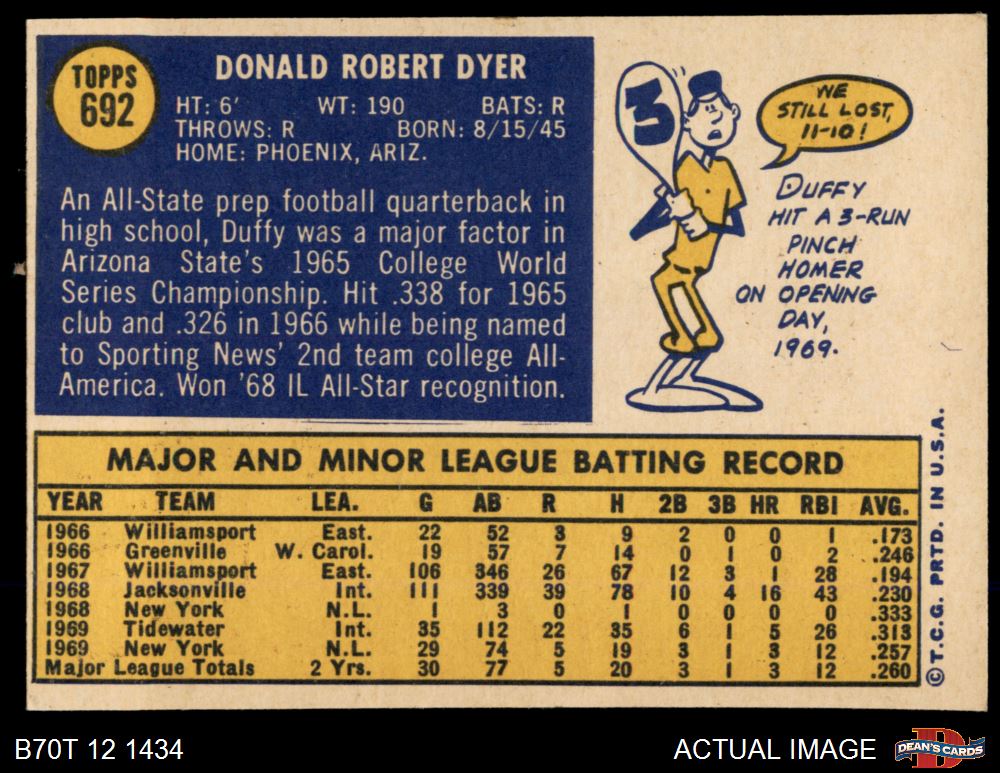 TOPPS
692
DONALD ROBERT DYER
HT: 6' WT: 190 BATS: R
THROWS: R BORN: 8/15/45
HOME: PHOENIX, ARIZ.
An All-State prep football quarterback in
high school, Duffy was a major factor in
Arizona State's 1965 College World
Series Championship. Hit .338 for 1965
club and .326 in 1966 while being named
to Sporting News' 2nd team college All-
America. Won '68 IL All-Star recognition.
3
WE
STILL LOST,
11-10!
DUFFY
HIT A 3-RUN
PINCH
HOMER
ON OPENING
DAY,
1969.
MAJOR AND MINOR LEAGUE BATTING RECORD
YEAR TEAM LEA. G AB R H 2B 3B HR RBI AVG.
1966 Williamsport East. 22 52 3 9 2 0 0 1 .173
1966 Greenville W. Carol. 19 57 7 14 0 1 0 2 .246
1967 Williamsport East. 106 346 26 67 12 3 1 28 .194
1968 Jacksonville Int. 111 339 39 78 10 4 16 43 .230
1968 New York N.L. 1 3 0 1 0 0 0 0 .333
1969 Tidewater Int. 35 112 22 35 6 1 5 26 .313
1969 New York N.L. 29 74 5 19 3 1 3 12 .257
Major League Totals 2 Yrs. 30 77 5 20 3 1 3 12 .260
© T.C.G. PRTD. IN U.S.A.
B70T 12 1434
ACTUAL IMAGE
D
DEAN'S CARDS